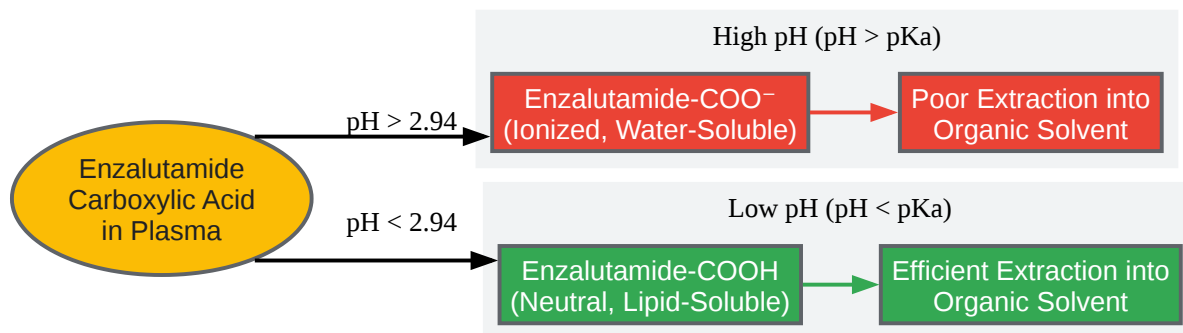 High pH (pH > pKa)
Enzalutamide-COO⁻
(Ionized, Water-Soluble)
Poor Extraction into
Organic Solvent
pH > 2.94
Enzalutamide
Carboxylic Acid
in Plasma
pH < 2.94
Low pH (pH < pKa)
Enzalutamide-COOH
(Neutral, Lipid-Soluble)
Efficient Extraction into
Organic Solvent